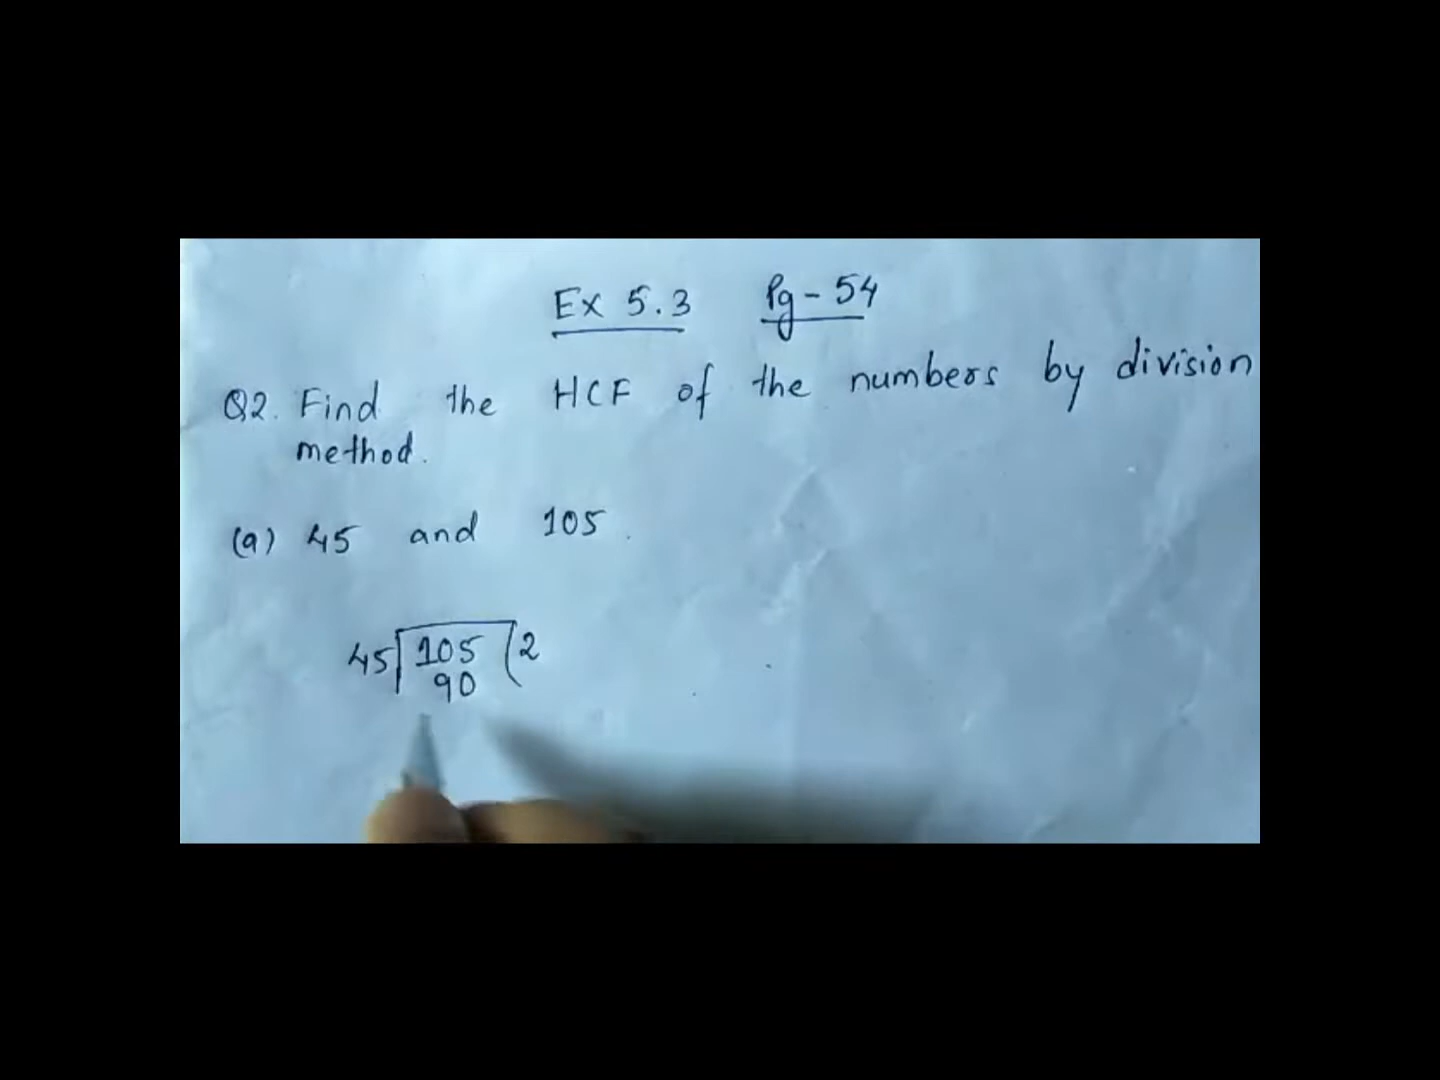 Ex 5.3 Pg - 54
Q2. Find the HCF of the numbers by division
method.
(a) 45 and 105.
45 105 2
90